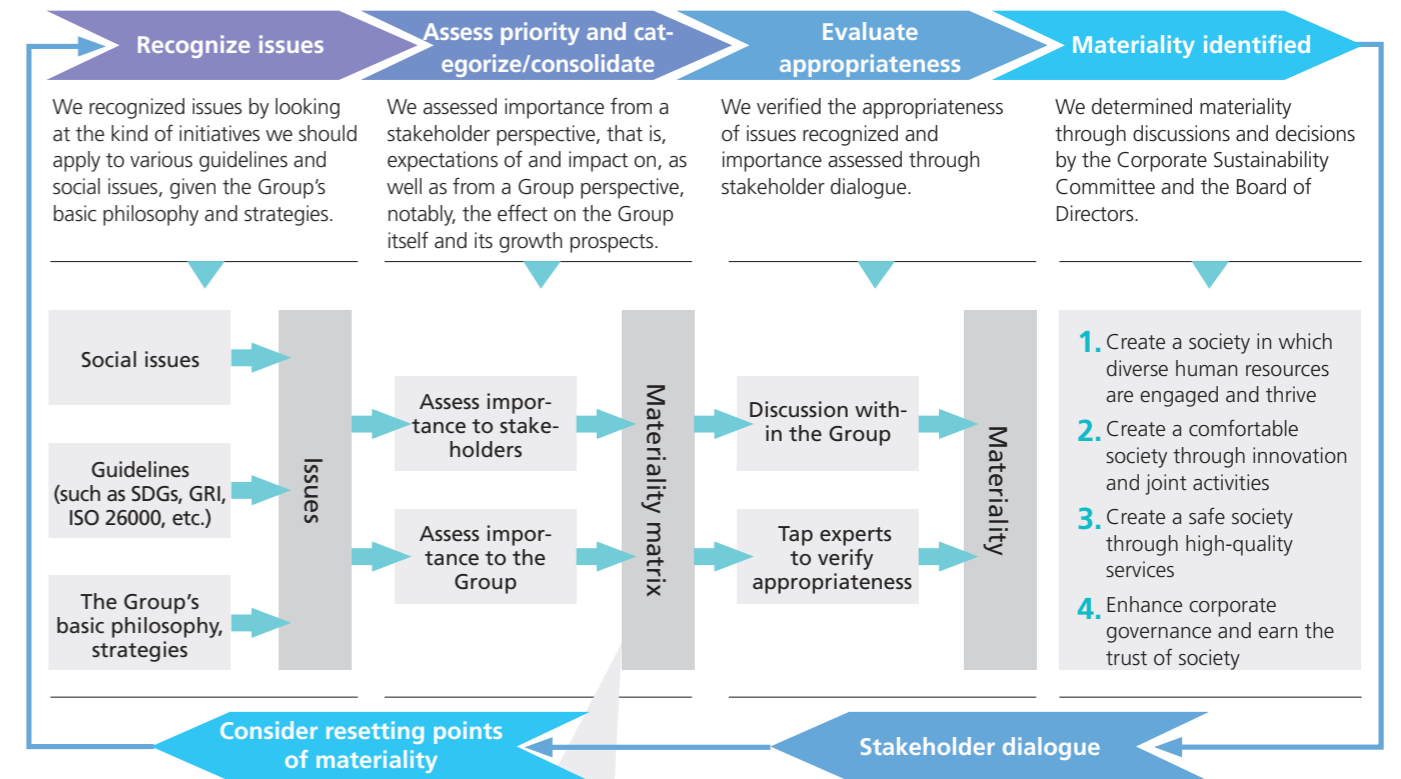 Recognize issues
Assess priority and cat-
egorize/consolidate
Evaluate
appropriateness
Materiality identified
We recognized issues by looking
at the kind of initiatives we should
apply to various guidelines and
social issues, given the Group's
basic philosophy and strategies.
We assessed importance from a
stakeholder perspective, that is,
expectations of and impact on, as
well as from a Group perspective,
notably, the effect on the Group
itself and its growth prospects.
We verified the appropriateness
of issues recognized and
importance assessed through
stakeholder dialogue.
We determined materiality
through discussions and decisions
by the Corporate Sustainability
Committee and the Board of
Directors.
Social issues
Guidelines
(such as SDGs, GRI,
ISO 26000, etc.)
The Group's
basic philosophy,
strategies
Issues
Assess impor-
tance to stake-
holders
Assess impor-
tance to the
Group
Materiality matrix
Discussion with-
in the Group
Tap experts
to verify
appropriateness
Materiality
1. Create a society in which
diverse human resources
are engaged and thrive
2. Create a comfortable
society through innovation
and joint activities
3. Create a safe society
through high-quality
services
4. Enhance corporate
governance and earn the
trust of society
Consider resetting points
of materiality
Stakeholder dialogue